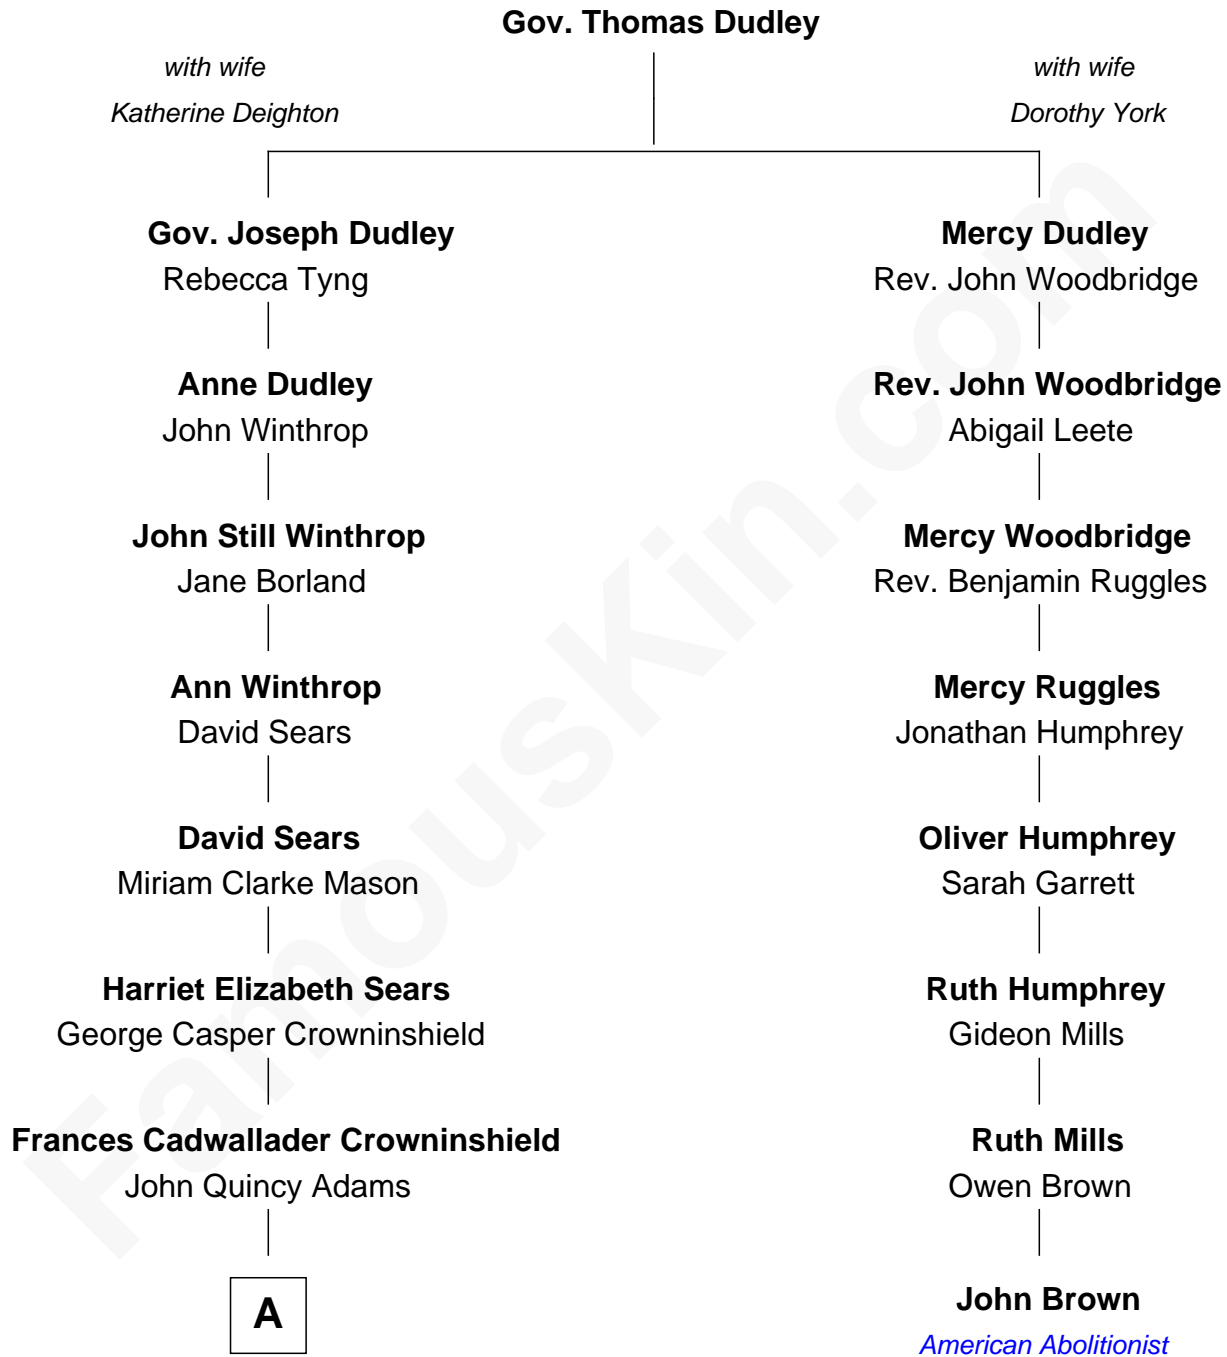 Gov. Thomas Dudley
with wife
Katherine Deighton
with wife
Dorothy York
Gov. Joseph Dudley
Rebecca Tyng
Mercy Dudley
Rev. John Woodbridge
Anne Dudley
John Winthrop
Rev. John Woodbridge
Abigail Leete
John Still Winthrop
Jane Borland
Mercy Woodbridge
Rev. Benjamin Ruggles
Ann Winthrop
David Sears
Mercy Ruggles
Jonathan Humphrey
David Sears
Miriam Clarke Mason
Oliver Humphrey
Sarah Garrett
Harriet Elizabeth Sears
George Casper Crowninshield
Ruth Humphrey
Gideon Mills
Frances Cadwallader Crowninshield
John Quincy Adams
Ruth Mills
Owen Brown
A
John Brown
American Abolitionist
FamousKin.com